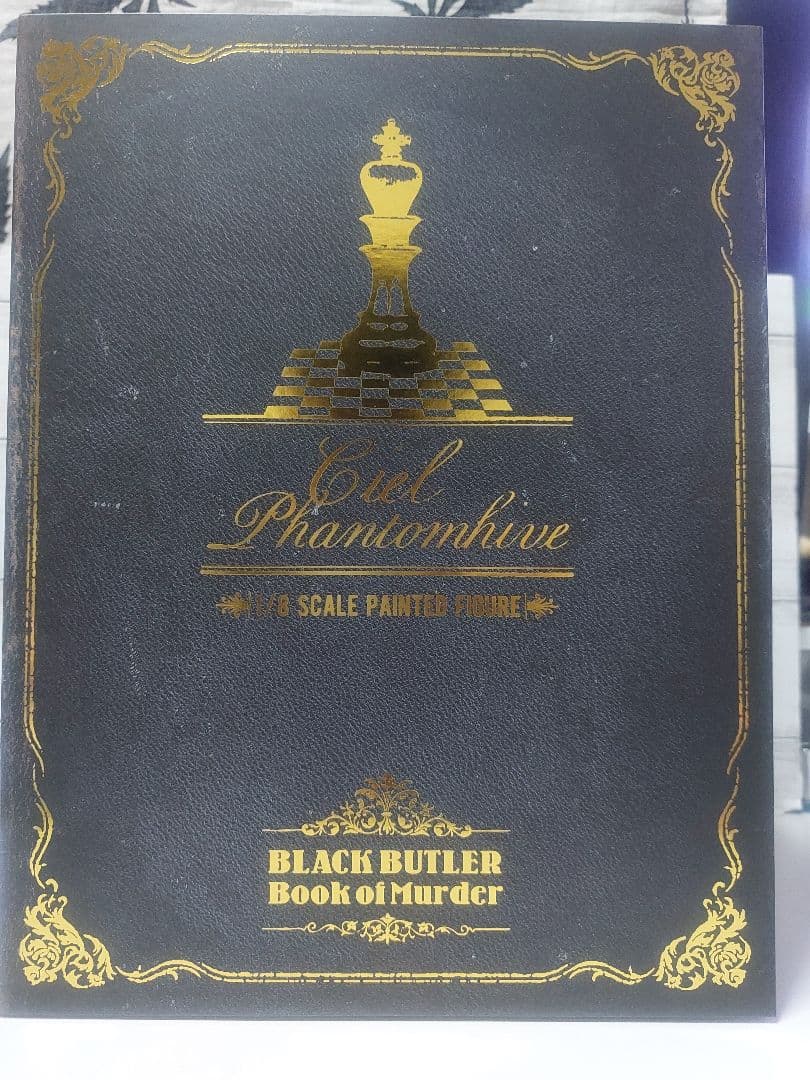 Ciel
Phantomhive
1/8 SCALE PAINTED FIGURE
BLACK BUTLER
Book of Murder